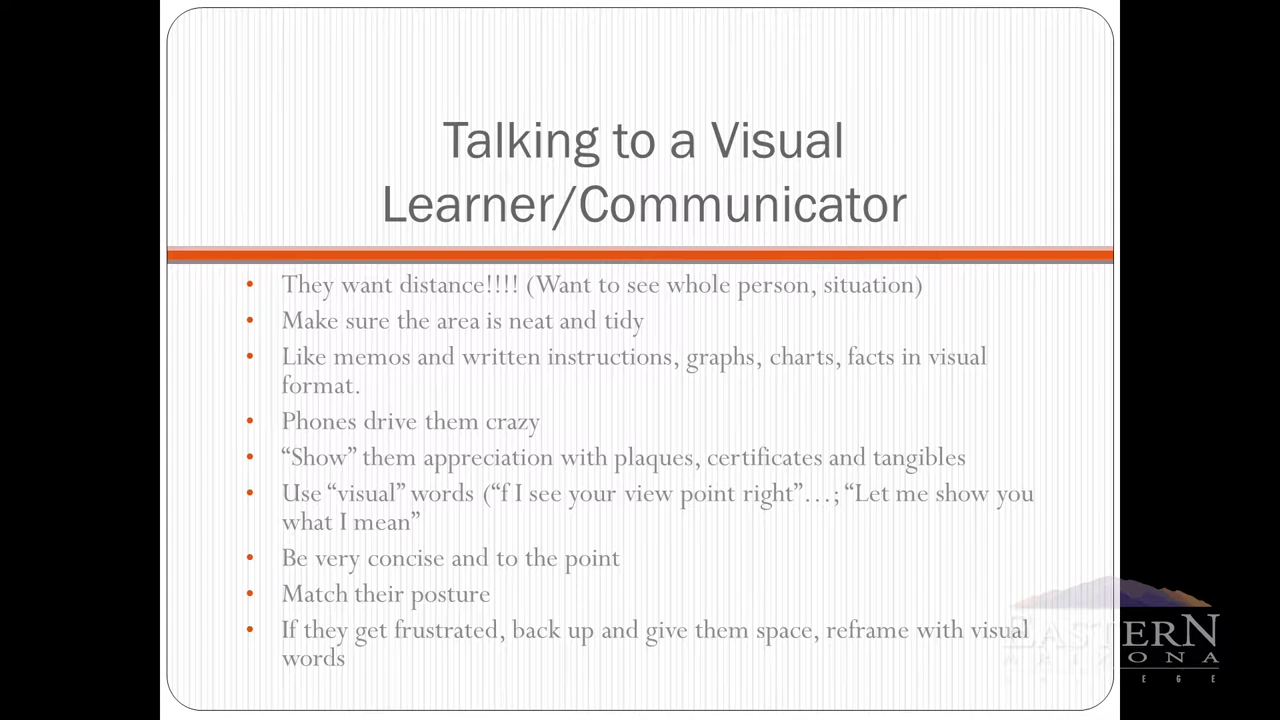 Talking to a Visual
Learner/Communicator
• They want distance!!!! (Want to see whole person, situation)
• Make sure the area is neat and tidy
• Like memos and written instructions, graphs, charts, facts in visual
format.
• Phones drive them crazy
• “Show” them appreciation with plaques, certificates and tangibles
• Use “visual” words (“f I see your view point right”…; “Let me show you
what I mean”
• Be very concise and to the point
• Match their posture
• If they get frustrated, back up and give them space, reframe with visual
words
EASTERN
ARIZONA